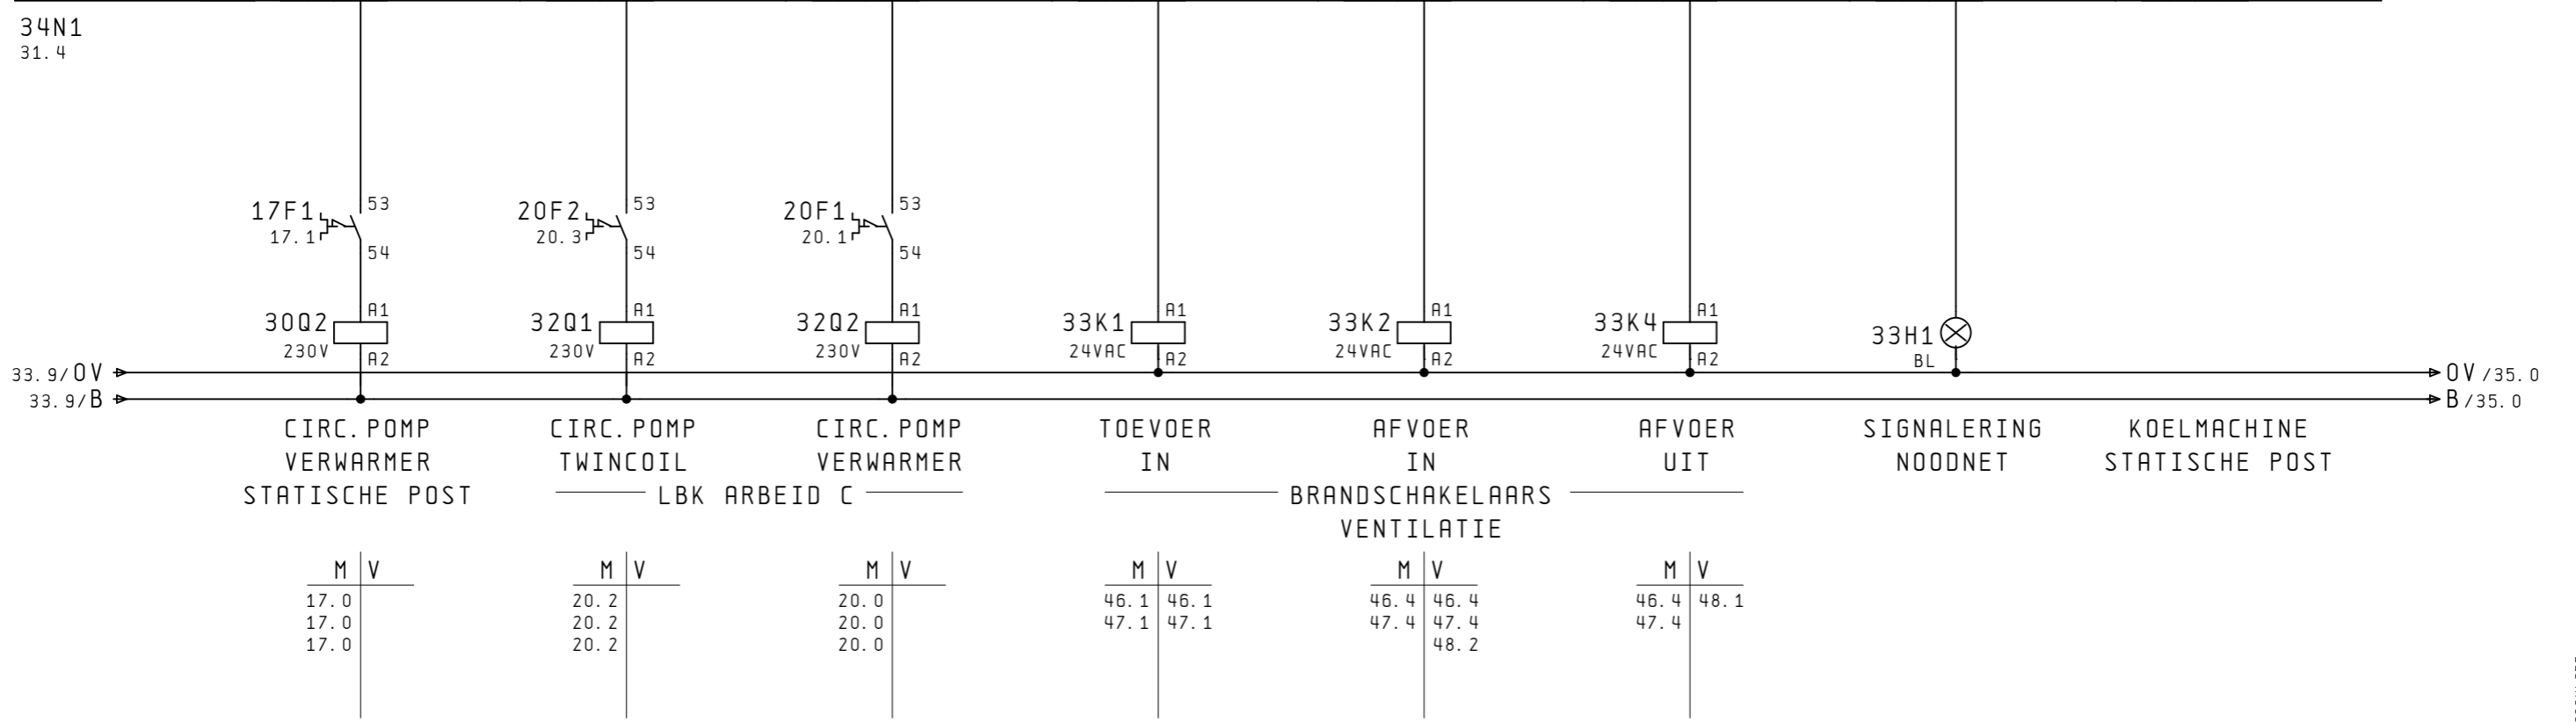 34N1
31.4
53 53 53
17F1 20F2 20F1
17.1 20.3 20.1
54 54 54
A1 A1 A1 A1 A1 A1
30Q2 32Q1 32Q2 33K1 33K2 33K4 33H1
230V 230V 230V 24VAC 24VAC 24VAC BL
A2 A2 A2 A2 A2 A2
33.9/0V 0V/35.0
33.9/B B/35.0
CIRC.POMP CIRC.POMP CIRC.POMP TOEVOER AFVOER AFVOER SIGNALERING KOELMACHINE
VERWARMER TWINCOIL VERWARMER IN IN UIT NOODNET STATISCHE POST
STATISCHE POST LBK ARBEID C BRANDSCHAKELAARS
VENTILATIE
M V M V M V M V M V M V
17.0 20.2 20.0 46.1 46.1 46.4 46.4 46.4 48.1
17.0 20.2 20.0 47.1 47.1 47.4 47.4 47.4
17.0 20.2 20.0 48.2